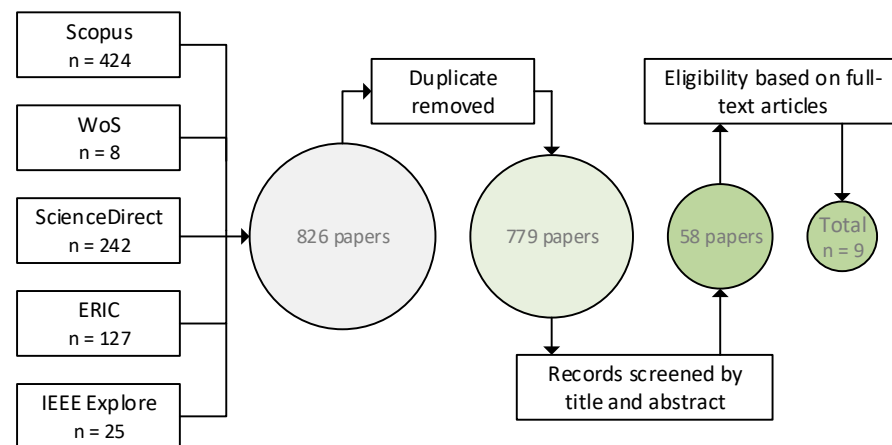 Scopus
n = 424
WoS
n = 8
ScienceDirect
n = 242
ERIC
n = 127
IEEE Explore
n = 25
826 papers
Duplicate
removed
779 papers
Records screened by
title and abstract
58 papers
Eligibility based on full-
text articles
Total
n = 9